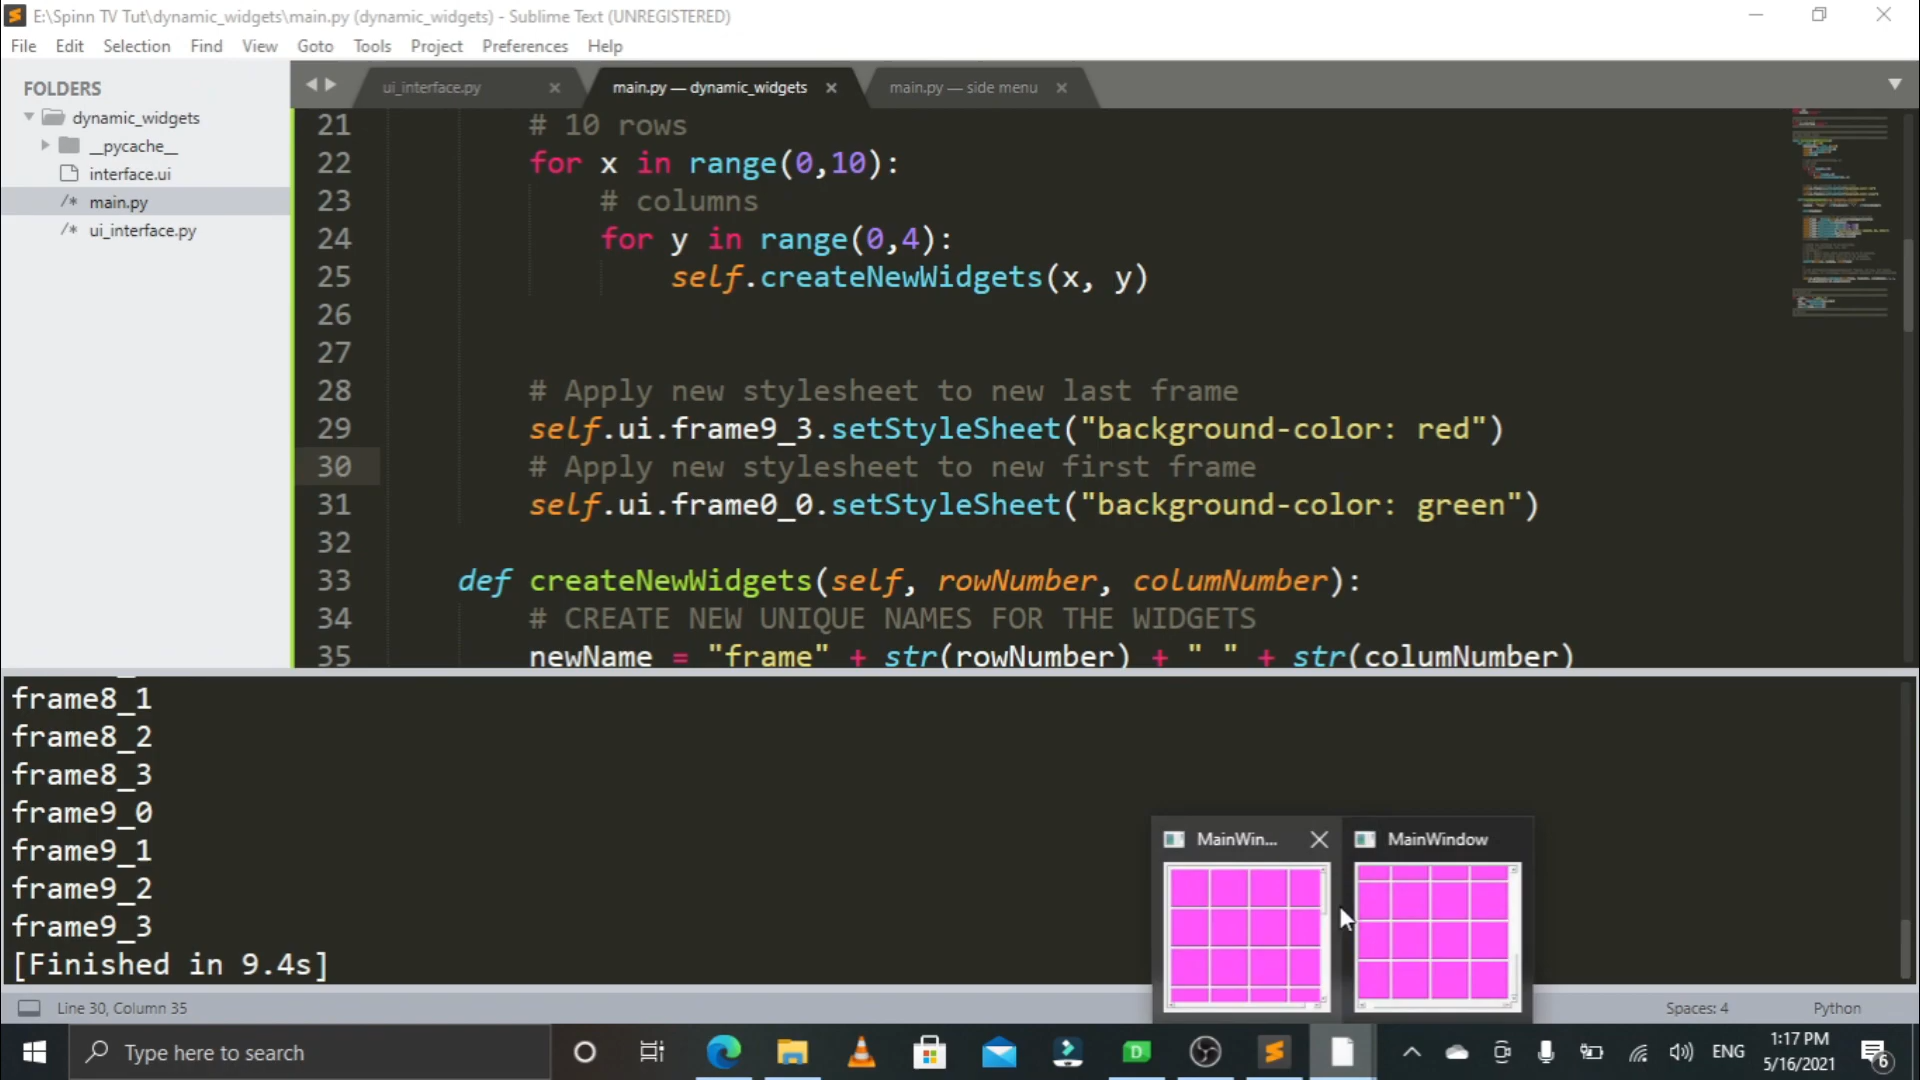 E:\Spinn TV Tut\dynamic_widgets\main.py (dynamic_widgets) - Sublime Text (UNREGISTERED)
File Edit Selection Find View Goto Tools Project Preferences Help
FOLDERS
dynamic_widgets
__pycache__
interface.ui
/* main.py
/* ui_interface.py
ui_interface.py
main.py — dynamic_widgets
main.py — side menu
21 # 10 rows
22 for x in range(0,10):
23 # columns
24 for y in range(0,4):
25 self.createNewWidgets(x, y)
26
27
28 # Apply new stylesheet to new last frame
29 self.ui.frame9_3.setStyleSheet("background-color: red")
30 # Apply new stylesheet to new first frame
31 self.ui.frame0_0.setStyleSheet("background-color: green")
32
33 def createNewWidgets(self, rowNumber, columNumber):
34 # CREATE NEW UNIQUE NAMES FOR THE WIDGETS
35 newName = "frame" + str(rowNumber) + " " + str(columNumber)
frame8_1
frame8_2
frame8_3
frame9_0
frame9_1
frame9_2
frame9_3
[Finished in 9.4s]
MainWin...
MainWindow
Line 30, Column 35
Spaces: 4
Python
Type here to search
D
ENG
1:17 PM
5/16/2021
6